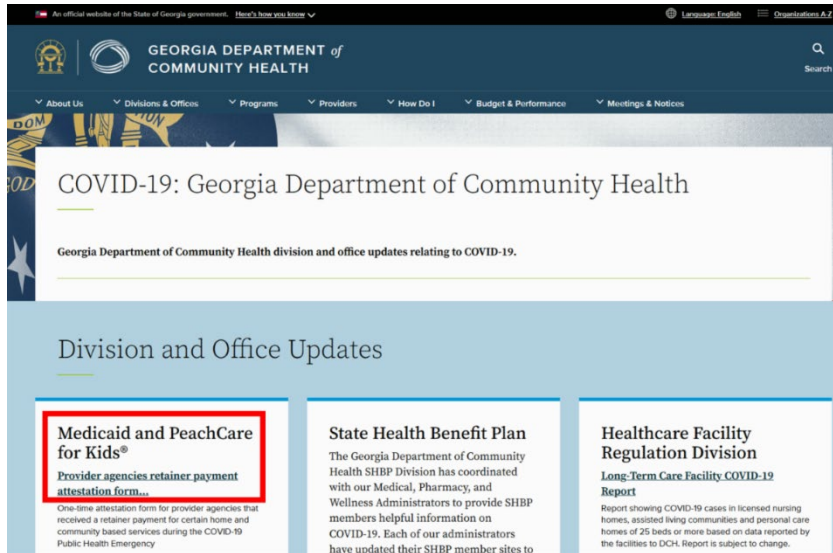 An official website of the State of Georgia government. Here's how you know
Language: English
Organizations A-Z
GEORGIA DEPARTMENT of
COMMUNITY HEALTH
Search
About Us
Divisions & Offices
Programs
Providers
How Do I
Budget & Performance
Meetings & Notices
COVID-19: Georgia Department of Community Health
Georgia Department of Community Health division and office updates relating to COVID-19.
Division and Office Updates
Medicaid and PeachCare
for Kids®
Provider agencies retainer payment
attestation form...
One-time attestation form for provider agencies that
received a retainer payment for certain home and
community based services during the COVID-19
Public Health Emergency
State Health Benefit Plan
The Georgia Department of Community
Health SHBP Division has coordinated
with our Medical, Pharmacy, and
Wellness Administrators to provide SHBP
members helpful information on
COVID-19. Each of our administrators
have updated their SHBP member sites to
Healthcare Facility
Regulation Division
Long-Term Care Facility COVID-19
Report
Report showing COVID-19 cases in licensed nursing
homes, assisted living communities and personal care
homes of 25 beds or more based on data reported by
the facilities to DCH. Report is subject to change.